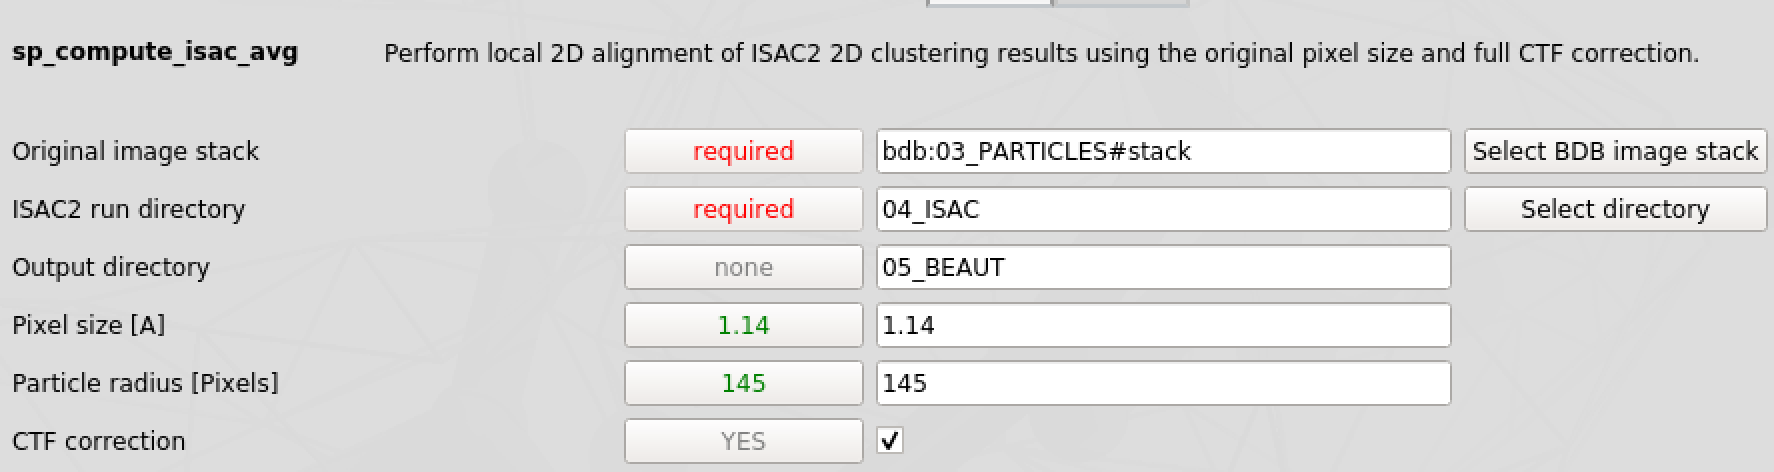 sp_compute_isac_avg Perform local 2D alignment of ISAC2 2D clustering results using the original pixel size and full CTF correction.
Original image stack required bdb:03_PARTICLES#stack Select BDB image stack
ISAC2 run directory required 04_ISAC Select directory
Output directory none 05_BEAUT
Pixel size [A] 1.14 1.14
Particle radius [Pixels] 145 145
CTF correction YES